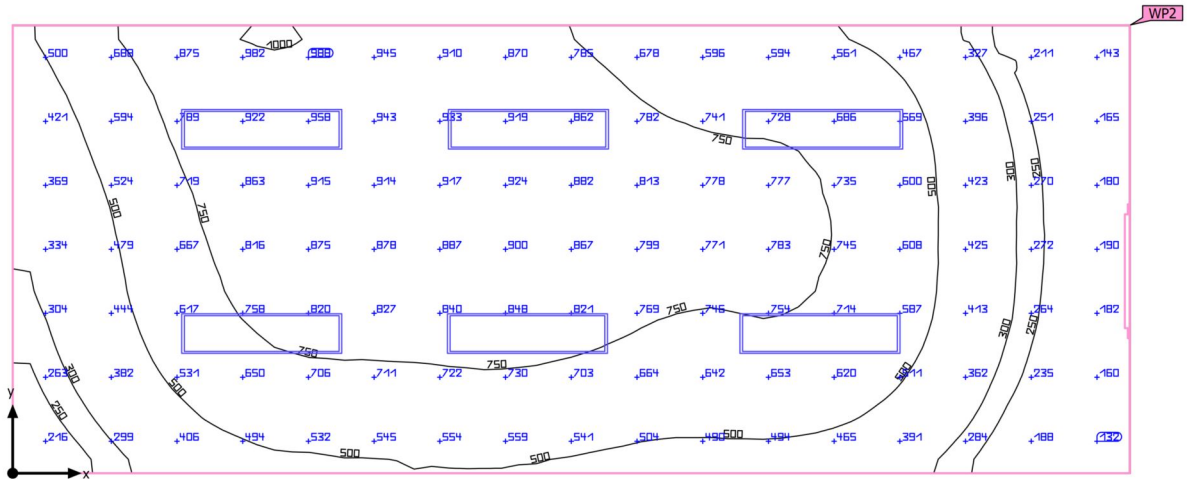 WP2
1000
+500 +688 +875 +982 +988 +945 +910 +870 +785 +678 +596 +594 +561 +467 +327 +211 +143
+421 +594 +789 +922 +958 +943 +933 +919 +862 +782 +741 +728 +686 +569 +396 +251 +165
750
300 250
+369 +524 +719 +863 +915 +914 +917 +924 +882 +813 +778 +777 +735 +600 500 +423 +270 +180
500 750
+334 +479 +667 +816 +875 +878 +887 +900 +867 +799 +771 +783 750 +745 +608 +425 +272 +190
+304 +444 +617 +758 +820 +827 +840 +848 +821 +769 750 +746 +754 +714 +587 +413 +264 +182
300 250
750 750
+263 300 +382 +531 +650 +706 +711 +722 +730 +703 +664 +642 +653 +620 500 +362 +235 +160
500
y 250
+216 +299 +406 +494 +532 +545 +554 +559 +541 +504 +490 500 +494 +465 +391 +284 +188 +132
500 500
x